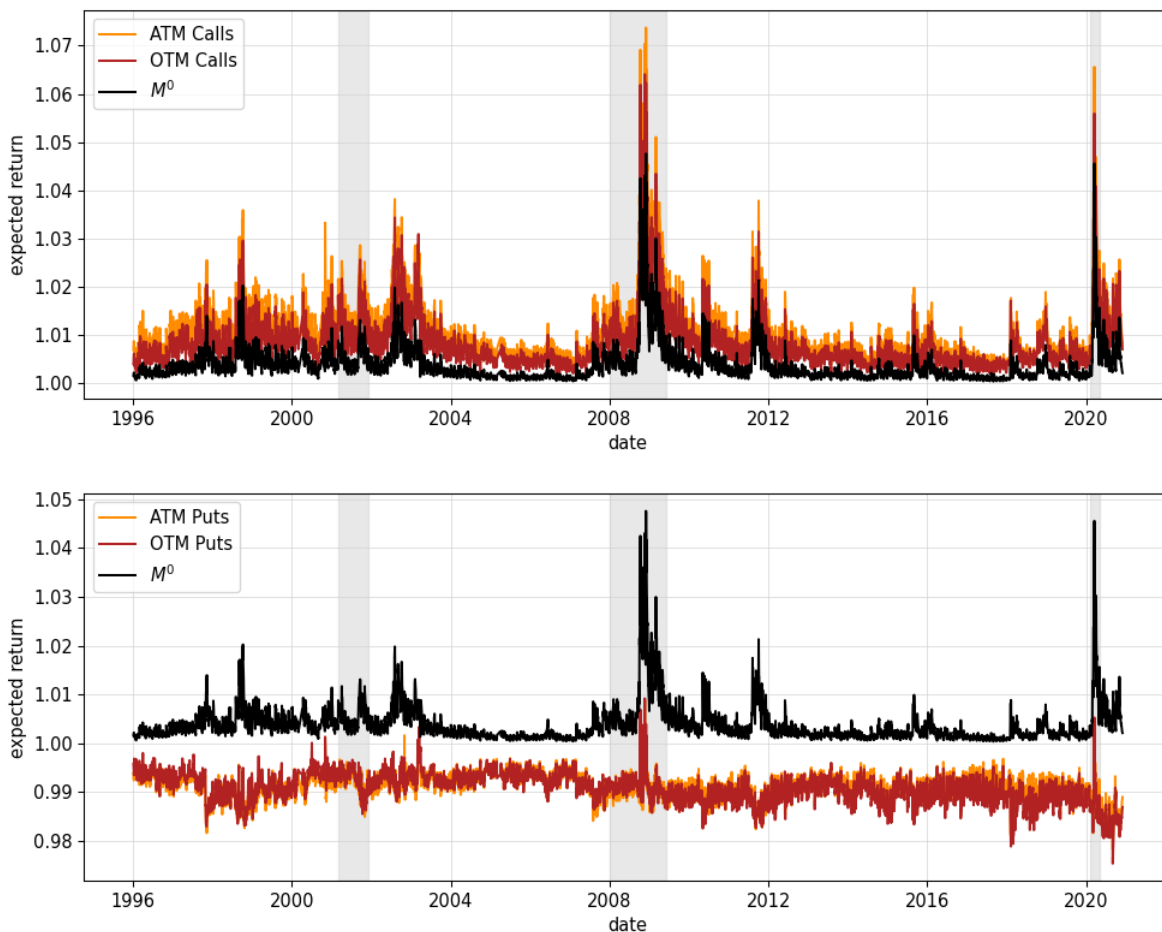 ATM Calls
OTM Calls
M⁰
expected return
1.07
1.06
1.05
1.04
1.03
1.02
1.01
1.00
1996 2000 2004 2008 2012 2016 2020
date
ATM Puts
OTM Puts
M⁰
expected return
1.05
1.04
1.03
1.02
1.01
1.00
0.99
0.98
1996 2000 2004 2008 2012 2016 2020
date